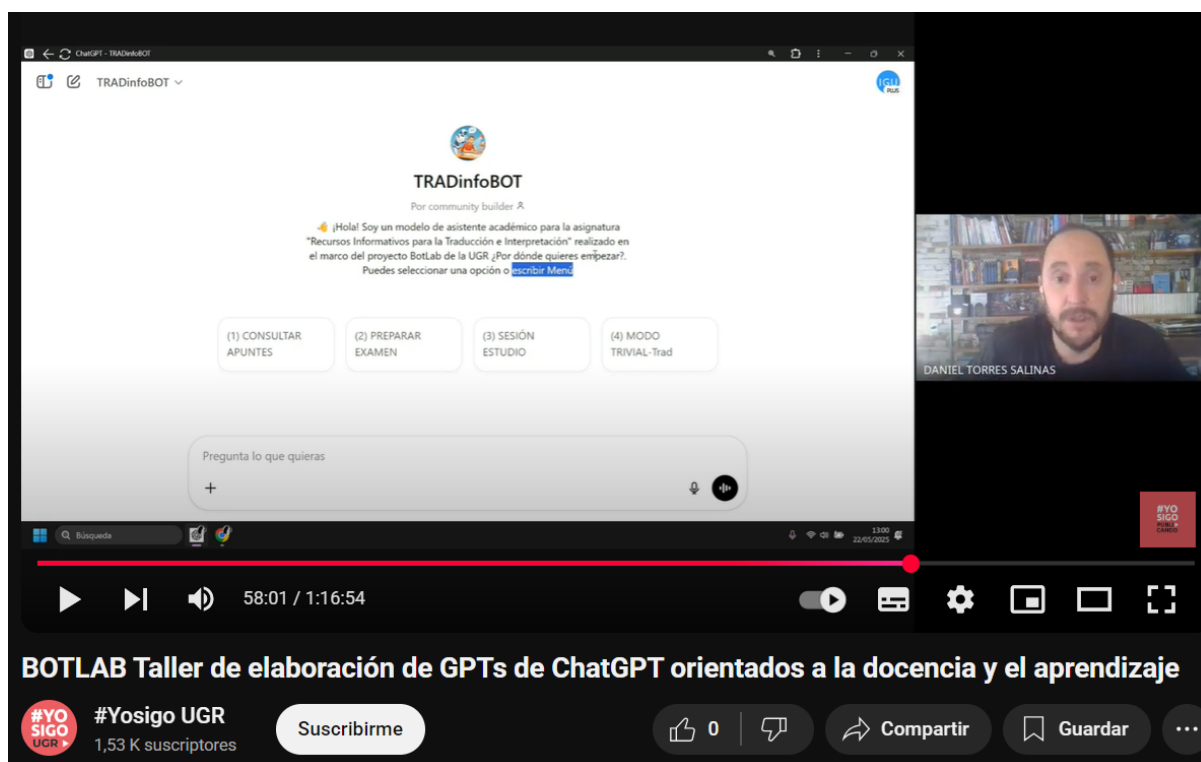 ChatGPT - TRADinfoBOT
TRADinfoBOT
IGU
PLUS
TRADinfoBOT
Por community builder
¡Hola! Soy un modelo de asistente académico para la asignatura
"Recursos Informativos para la Traducción e Interpretación" realizado en
el marco del proyecto BotLab de la UGR ¿Por dónde quieres empezar?.
Puedes seleccionar una opción o escribir Menú
(1) CONSULTAR
APUNTES
(2) PREPARAR
EXAMEN
(3) SESIÓN
ESTUDIO
(4) MODO
TRIVIAL-Trad
DANIEL TORRES SALINAS
Pregunta lo que quieras
#YO
SIGO
PUBLI
CANDO
Búsqueda
13:00
22/05/2025
58:01 / 1:16:54
BOTLAB Taller de elaboración de GPTs de ChatGPT orientados a la docencia y el aprendizaje
#YO
SIGO
UGR
#Yosigo UGR
1,53 K suscriptores
Suscribirme
0
Compartir
Guardar